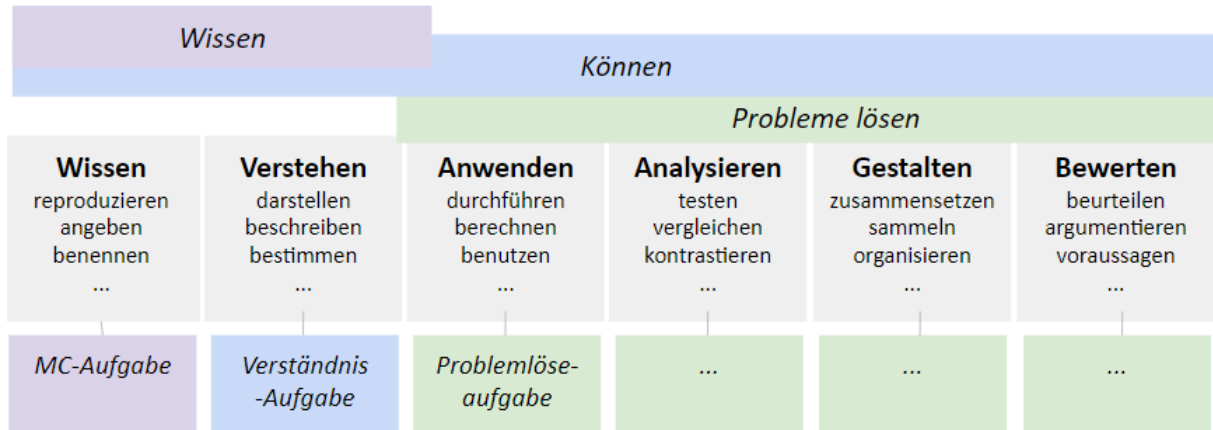 Wissen
Können
Probleme lösen
Wissen
reproduzieren
angeben
benennen
...
Verstehen
darstellen
beschreiben
bestimmen
...
Anwenden
durchführen
berechnen
benutzen
...
Analysieren
testen
vergleichen
kontrastieren
...
Gestalten
zusammensetzen
sammeln
organisieren
...
Bewerten
beurteilen
argumentieren
voraussagen
...
MC-Aufgabe
Verständnis
-Aufgabe
Problemlöse-
aufgabe
...
...
...